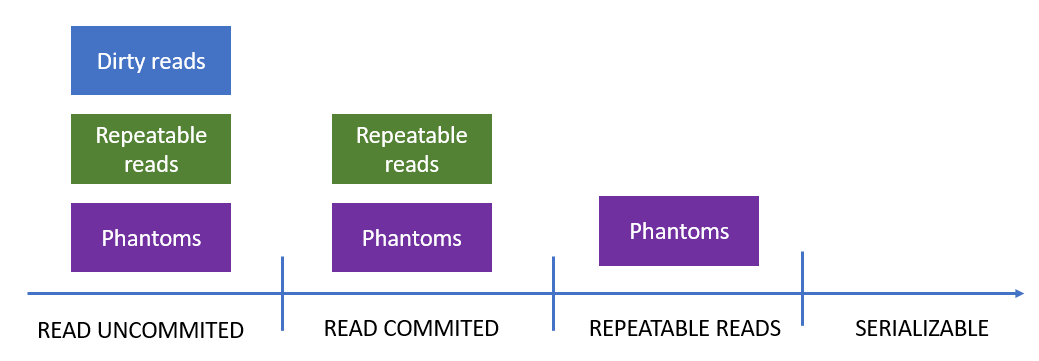 Dirty reads
Repeatable
reads
Phantoms
Repeatable
reads
Phantoms
Phantoms
READ UNCOMMITED
READ COMMITED
REPEATABLE READS
SERIALIZABLE